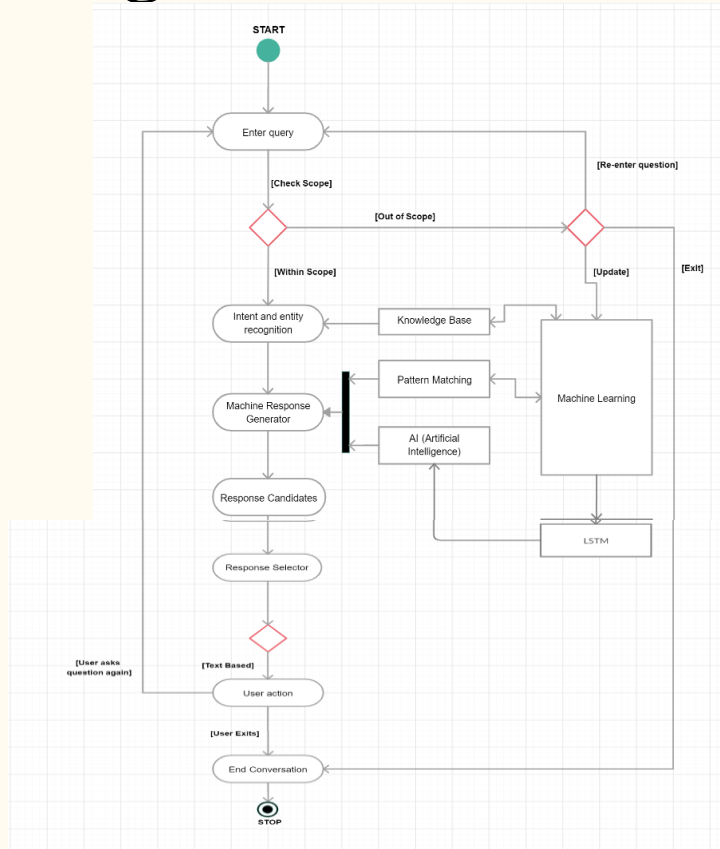 START
Enter query
[Re-enter question]
[Check Scope]
[Out of Scope]
[Within Scope]
[Update]
[Exit]
Intent and entity
recognition
Knowledge Base
Pattern Matching
Machine Learning
Machine Response
Generator
AI (Artificial
Intelligence)
Response Candidates
LSTM
Response Selector
[User asks
question again]
[Text Based]
User action
[User Exits]
End Conversation
STOP